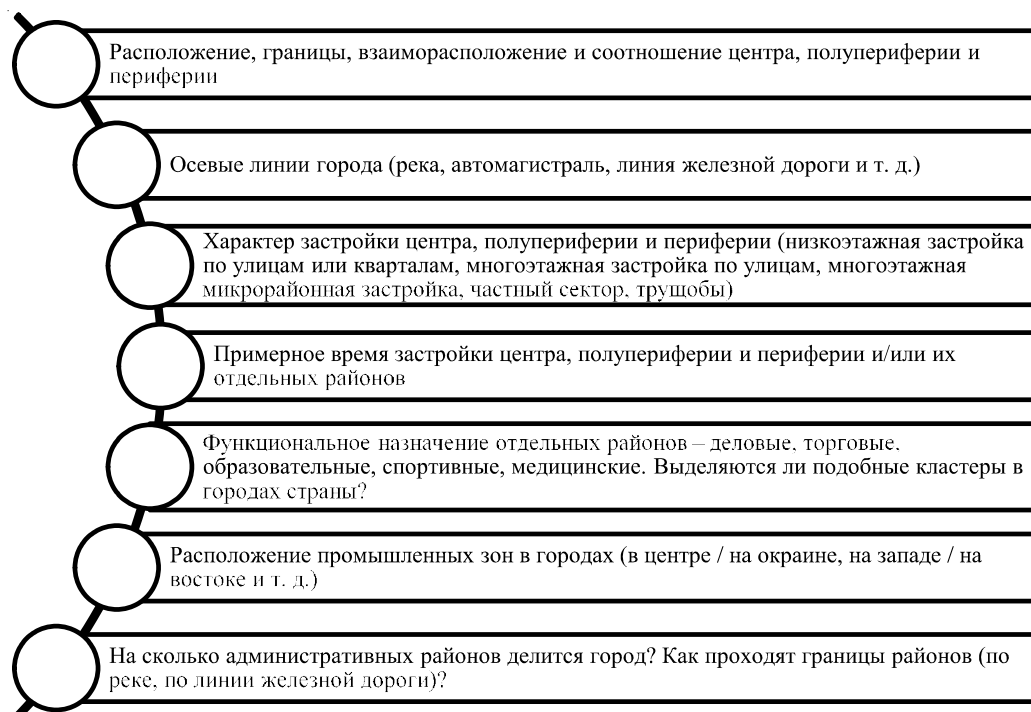 Расположение, границы, взаиморасположение и соотношение центра, полупериферии и
периферии
Осевые линии города (река, автомагистраль, линия железной дороги и т. д.)
Характер застройки центра, полупериферии и периферии (низкоэтажная застройка
по улицам или кварталам, многоэтажная застройка по улицам, многоэтажная
микрорайонная застройка, частный сектор, трущобы)
Примерное время застройки центра, полупериферии и периферии и/или их
отдельных районов
Функциональное назначение отдельных районов – деловые, торговые,
образовательные, спортивные, медицинские. Выделяются ли подобные кластеры в
городах страны?
Расположение промышленных зон в городах (в центре / на окраине, на западе / на
востоке и т. д.)
На сколько административных районов делится город? Как проходят границы районов (по
реке, по линии железной дороги)?